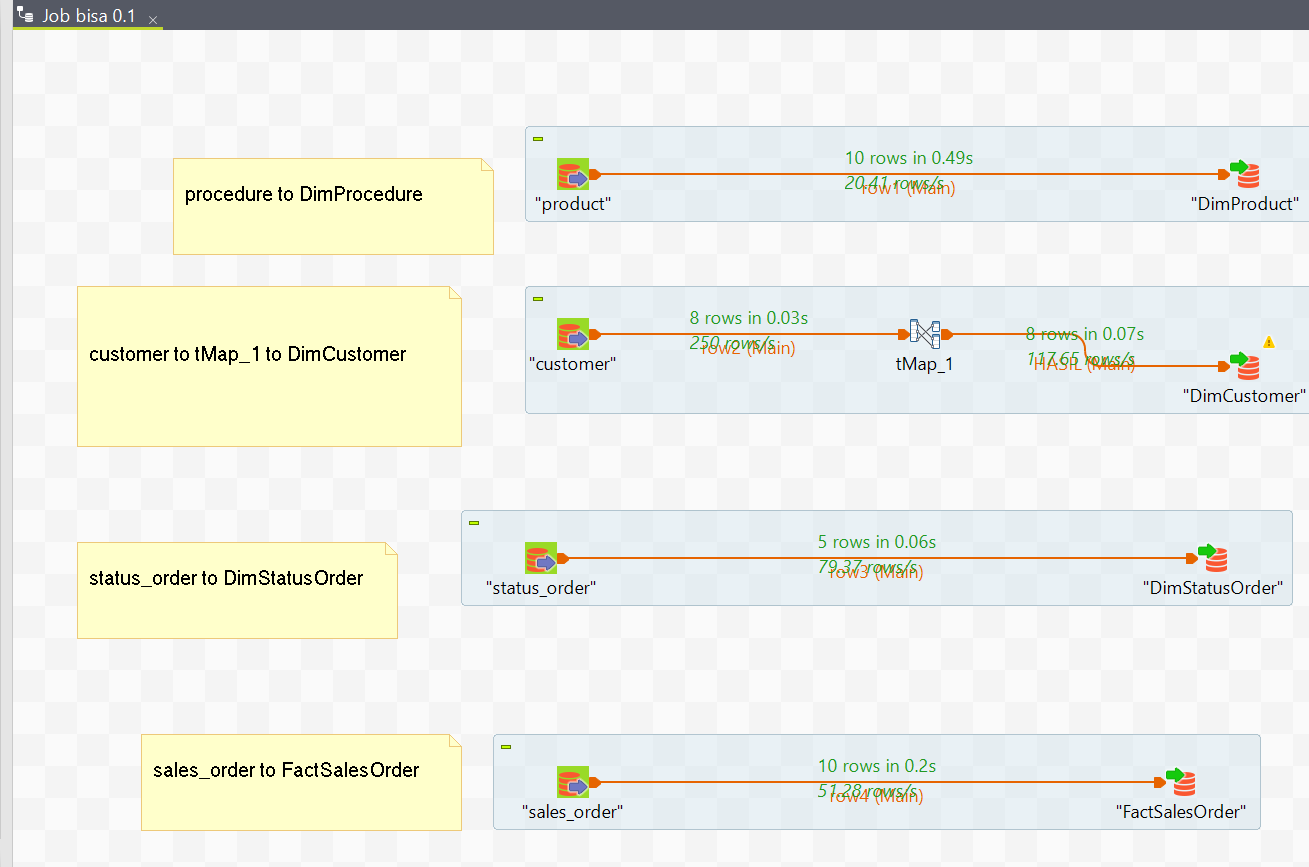 Job bisa 0.1
procedure to DimProcedure
10 rows in 0.49s
20.41 rows/s
row1 (Main)
"product"
"DimProduct"
customer to tMap_1 to DimCustomer
8 rows in 0.03s
250 rows/s
row2 (Main)
"customer"
tMap_1
8 rows in 0.07s
117.65 rows/s
HASIL (Main)
"DimCustomer"
status_order to DimStatusOrder
5 rows in 0.06s
79.37 rows/s
row3 (Main)
"status_order"
"DimStatusOrder"
sales_order to FactSalesOrder
10 rows in 0.2s
51.28 rows/s
row4 (Main)
"sales_order"
"FactSalesOrder"